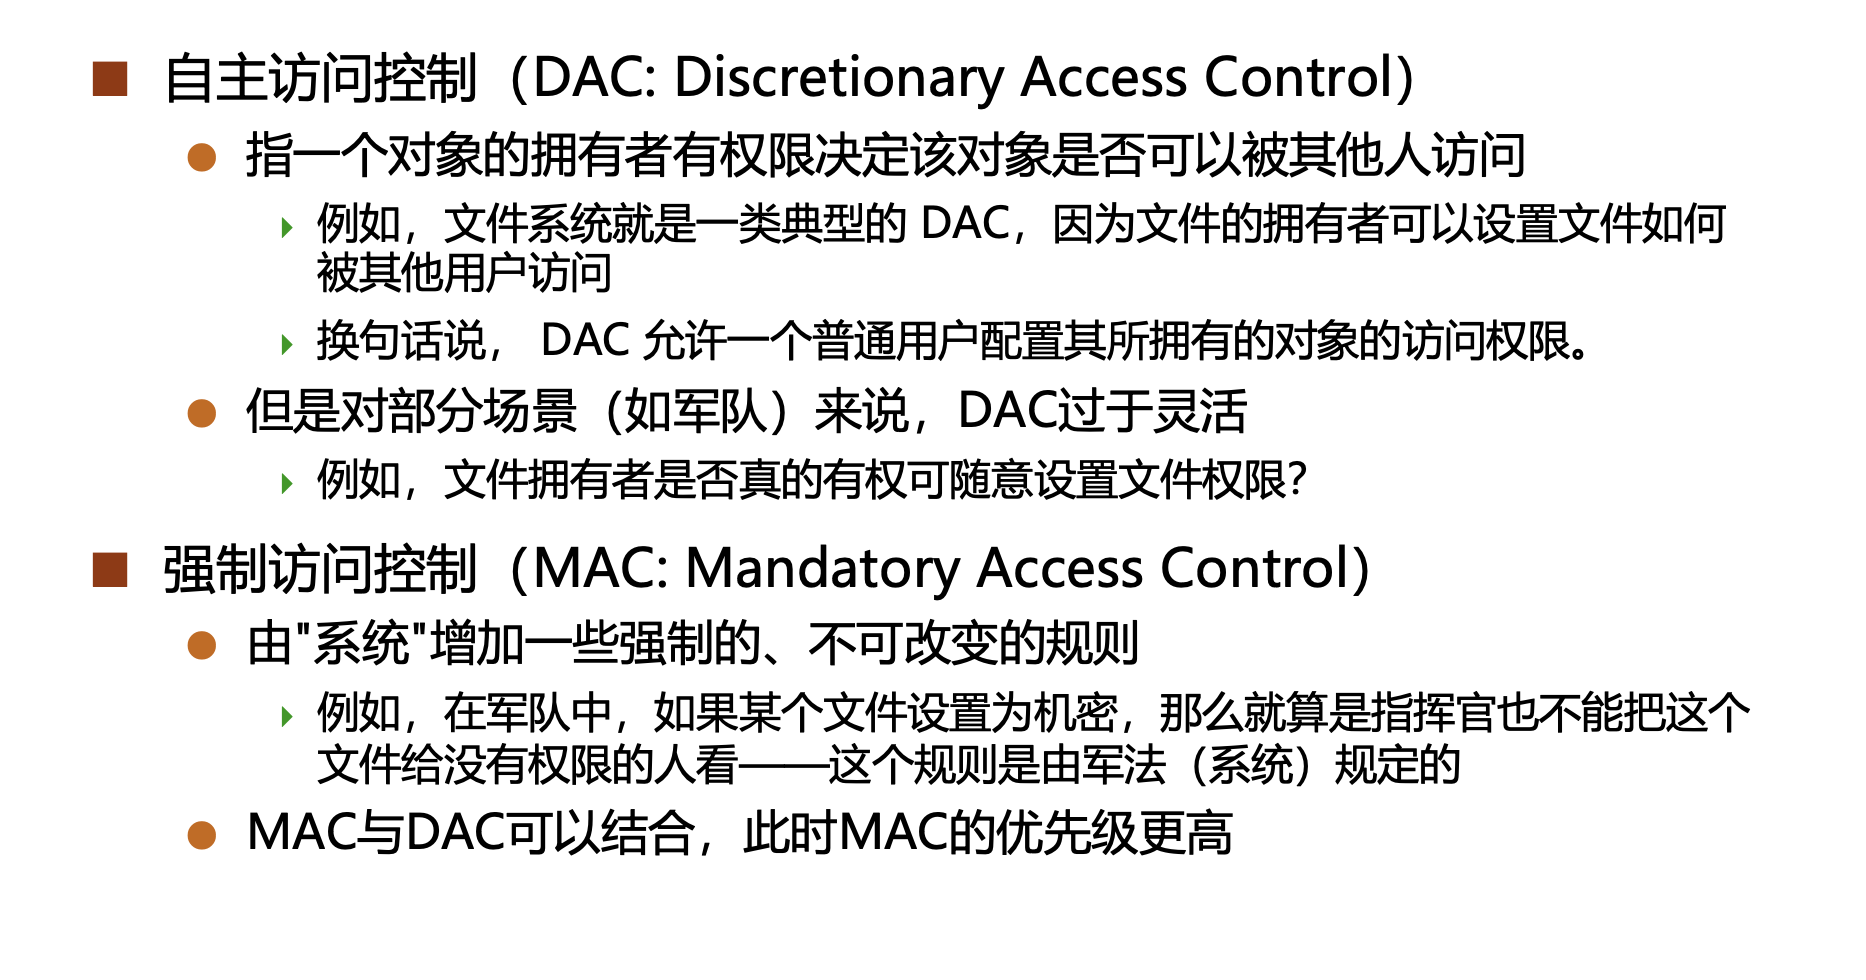 自主访问控制（DAC: Discretionary Access Control）
指一个对象的拥有者有权限决定该对象是否可以被其他人访问
例如，文件系统就是一类典型的 DAC，因为文件的拥有者可以设置文件如何
被其他用户访问
换句话说， DAC 允许一个普通用户配置其所拥有的对象的访问权限。
但是对部分场景（如军队）来说，DAC过于灵活
例如，文件拥有者是否真的有权可随意设置文件权限？
强制访问控制（MAC: Mandatory Access Control）
由"系统"增加一些强制的、不可改变的规则
例如，在军队中，如果某个文件设置为机密，那么就算是指挥官也不能把这个
文件给没有权限的人看——这个规则是由军法（系统）规定的
MAC与DAC可以结合，此时MAC的优先级更高